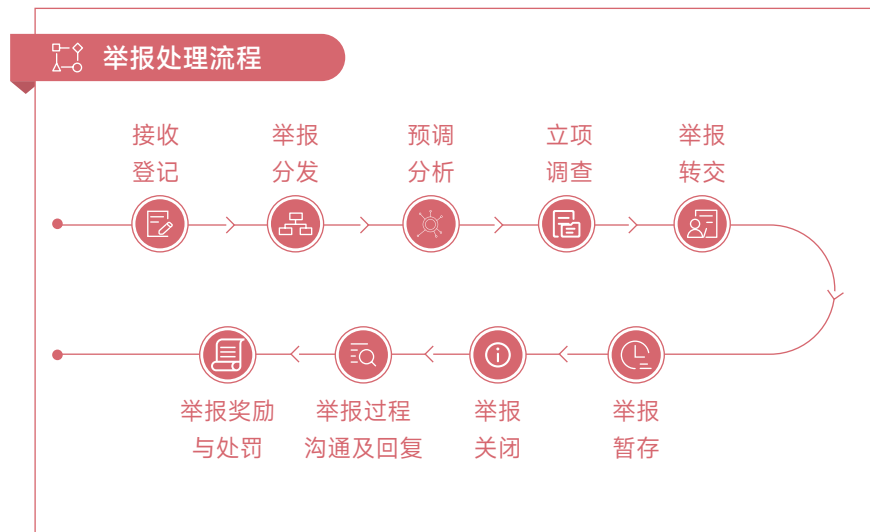 举报处理流程
接收
登记
举报
分发
预调
分析
立项
调查
举报
转交
举报
暂存
举报
关闭
举报过程
沟通及回复
举报奖励
与处罚